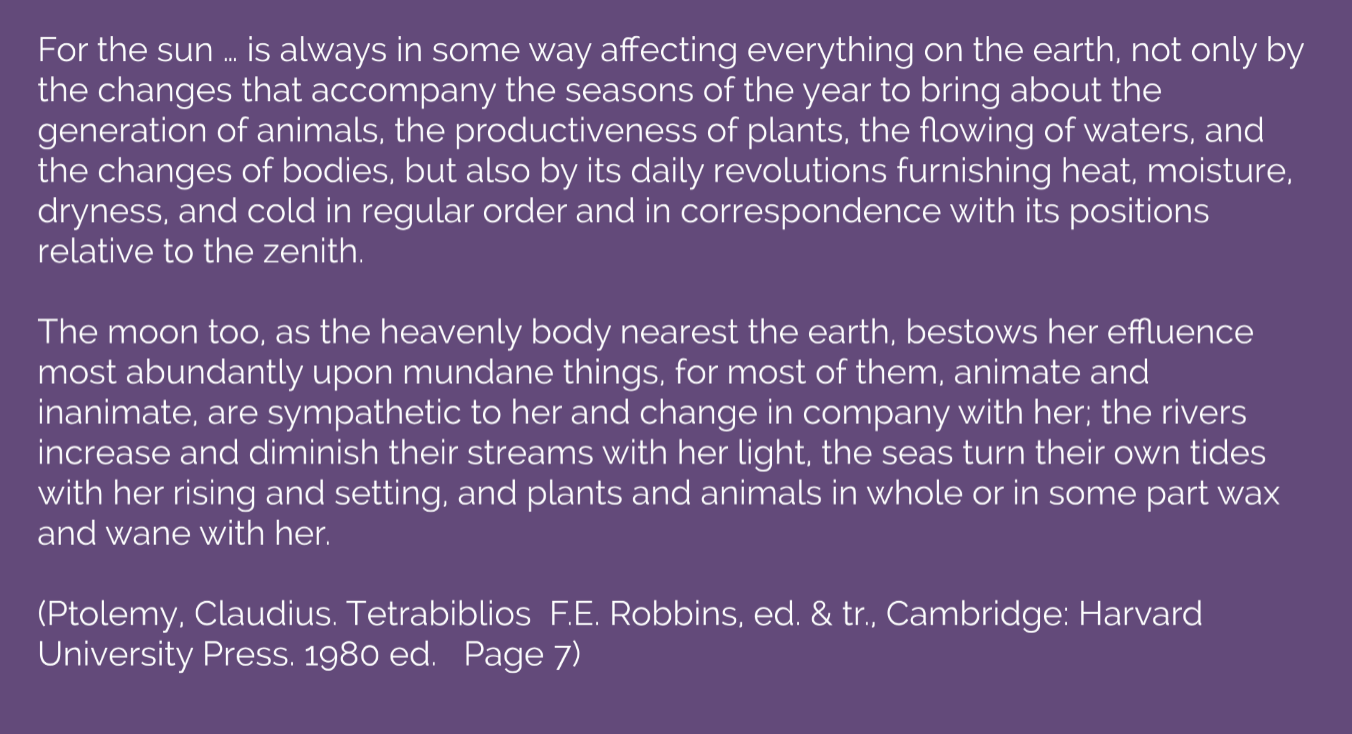 For the sun … is always in some way affecting everything on the earth, not only by
the changes that accompany the seasons of the year to bring about the
generation of animals, the productiveness of plants, the flowing of waters, and
the changes of bodies, but also by its daily revolutions furnishing heat, moisture,
dryness, and cold in regular order and in correspondence with its positions
relative to the zenith.
The moon too, as the heavenly body nearest the earth, bestows her effluence
most abundantly upon mundane things, for most of them, animate and
inanimate, are sympathetic to her and change in company with her; the rivers
increase and diminish their streams with her light, the seas turn their own tides
with her rising and setting, and plants and animals in whole or in some part wax
and wane with her.
(Ptolemy, Claudius. Tetrabiblios  F.E. Robbins, ed. & tr., Cambridge: Harvard
University Press. 1980 ed.   Page 7)